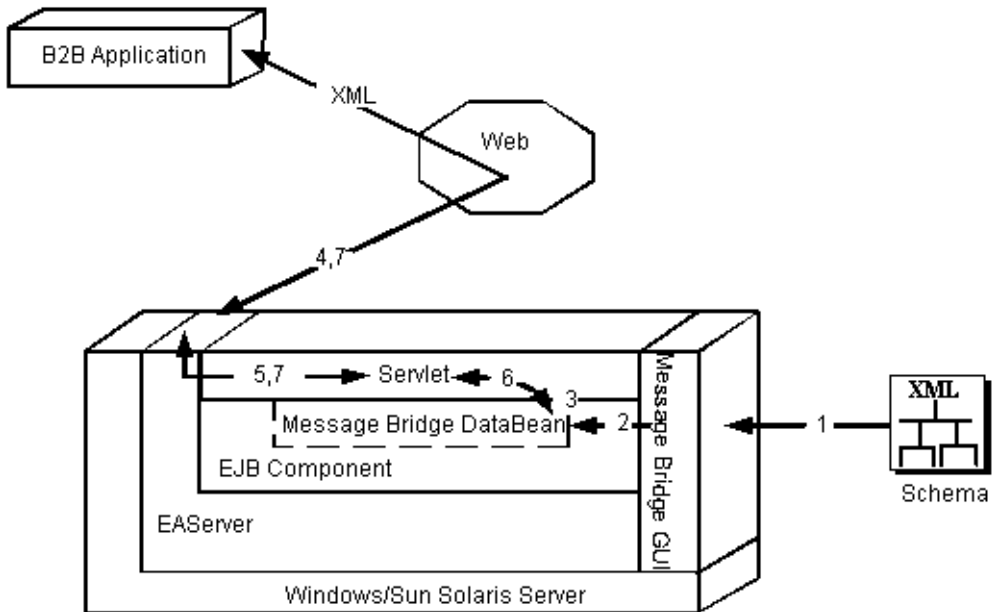 B2B Application
XML
Web
4,7
5,7
Servlet
6
3
Message Bridge DataBean
2
Message Bridge GUI
1
XML
Schema
EJB Component
EAServer
Windows/Sun Solaris Server